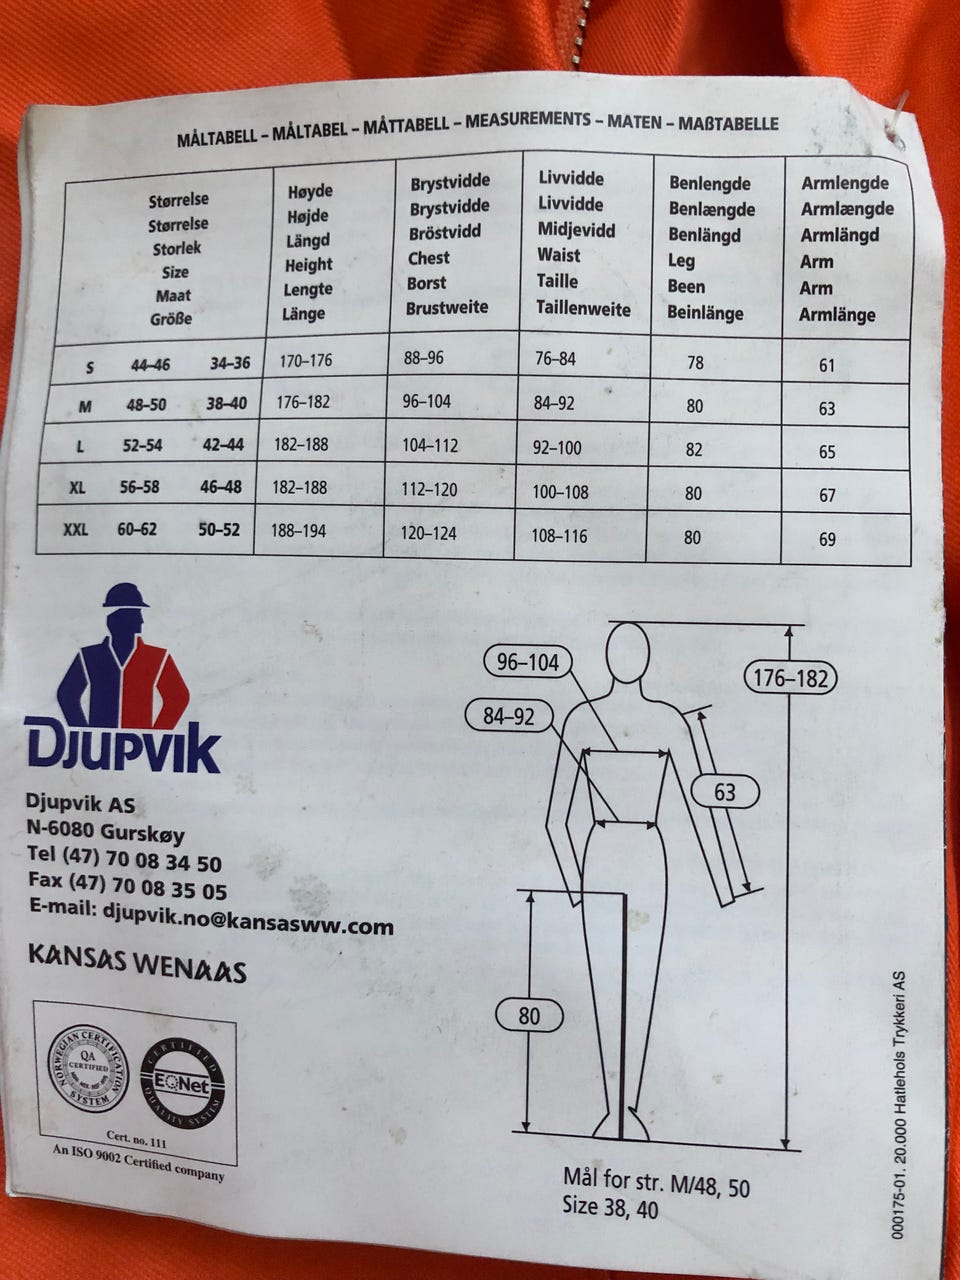 MÅLTABELL – MÅLTABEL – MÅTTABELL – MEASUREMENTS – MATEN – MAßTABELLE
Størrelse Høyde Brystvidde Livvidde Benlengde Armlengde
Størrelse Højde Brystvidde Livvidde Benlængde Armlængde
Storlek Längd Bröstvidd Midjevidd Benlängd Armlängd
Size Height Chest Waist Leg Arm
Maat Lengte Borst Taille Been Arm
Größe Länge Brustweite Taillenweite Beinlänge Armlänge
S 44–46 34–36 170–176 88–96 76–84 78 61
M 48–50 38–40 176–182 96–104 84–92 80 63
L 52–54 42–44 182–188 104–112 92–100 82 65
XL 56–58 46–48 182–188 112–120 100–108 80 67
XXL 60–62 50–52 188–194 120–124 108–116 80 69
96–104
176–182
84–92
63
80
DJUPVIK
Djupvik AS
N-6080 Gurskøy
Tel (47) 70 08 34 50
Fax (47) 70 08 35 05
E-mail: djupvik.no@kansasww.com
KANSAS WENAAS
NORWEGIAN CERTIFICATION SYSTEM
QA
CERTIFIED
CERTIFIED
EQNet
QUALITY SYSTEM
Cert. no. 111
An ISO 9002 Certified company
Mål for str. M/48, 50
Size 38, 40
000175-01. 20.000 Hatlehols Trykkeri AS